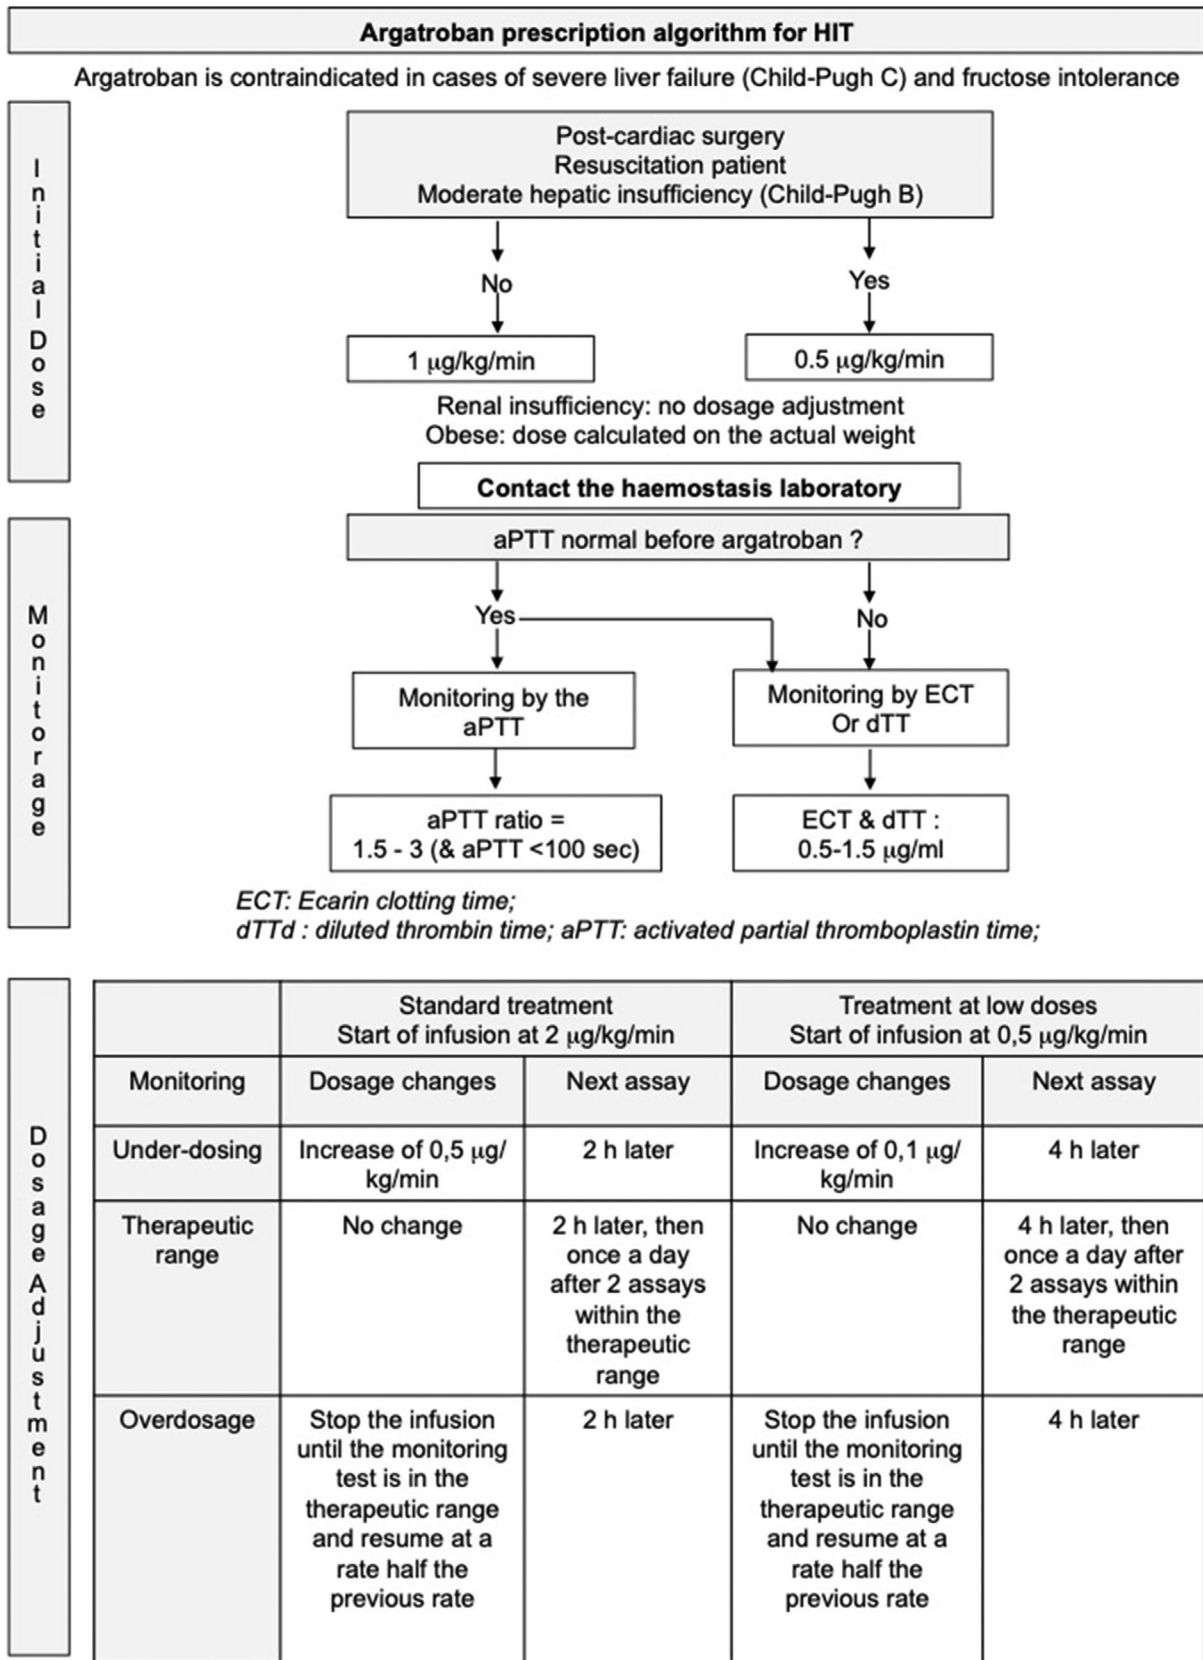 Argatroban prescription algorithm for HIT
Argatroban is contraindicated in cases of severe liver failure (Child-Pugh C) and fructose intolerance
Initial Dose
Post-cardiac surgery
Resuscitation patient
Moderate hepatic insufficiency (Child-Pugh B)
No
Yes
1 µg/kg/min
0.5 µg/kg/min
Renal insufficiency: no dosage adjustment
Obese: dose calculated on the actual weight
Contact the haemostasis laboratory
Monitorage
aPTT normal before argatroban ?
Yes
No
Monitoring by the
aPTT
Monitoring by ECT
Or dTT
aPTT ratio =
1.5 - 3 (& aPTT <100 sec)
ECT & dTT :
0.5-1.5 µg/ml
ECT: Ecarin clotting time;
dTTd : diluted thrombin time; aPTT: activated partial thromboplastin time;
Dosage Adjustment
Standard treatment
Start of infusion at 2 µg/kg/min
Treatment at low doses
Start of infusion at 0,5 µg/kg/min
Monitoring
Dosage changes
Next assay
Dosage changes
Next assay
Under-dosing
Increase of 0,5 µg/
kg/min
2 h later
Increase of 0,1 µg/
kg/min
4 h later
Therapeutic
range
No change
2 h later, then
once a day
after 2 assays
within the
therapeutic
range
No change
4 h later, then
once a day after
2 assays within
the therapeutic
range
Overdosage
Stop the infusion
until the monitoring
test is in the
therapeutic range
and resume at a
rate half the
previous rate
2 h later
Stop the infusion
until the monitoring
test is in the
therapeutic range
and resume at a
rate half the
previous rate
4 h later